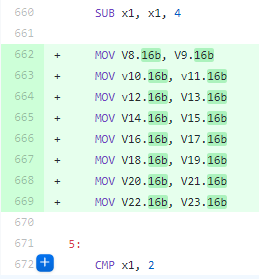 660 SUB x1, x1, 4
661
662 + MOV V8.16b, V9.16b
663 + MOV v10.16b, v11.16b
664 + MOV v12.16b, V13.16b
665 + MOV V14.16b, V15.16b
666 + MOV V16.16b, V17.16b
667 + MOV V18.16b, V19.16b
668 + MOV V20.16b, V21.16b
669 + MOV V22.16b, V23.16b
670
671 5:
672 + CMP x1, 2